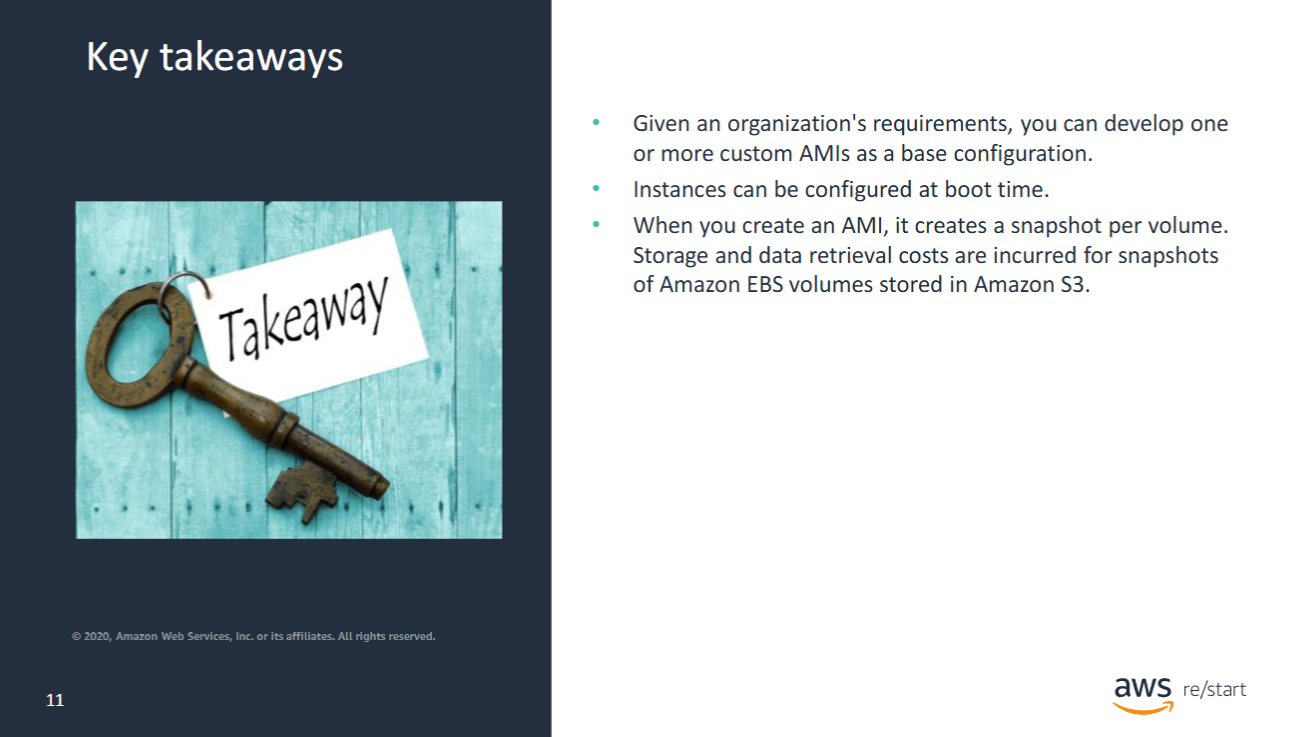 Key takeaways
Takeaway
© 2020, Amazon Web Services, Inc. or its affiliates. All rights reserved.
11
• Given an organization's requirements, you can develop one
or more custom AMIs as a base configuration.
• Instances can be configured at boot time.
• When you create an AMI, it creates a snapshot per volume.
Storage and data retrieval costs are incurred for snapshots
of Amazon EBS volumes stored in Amazon S3.
aws re/start